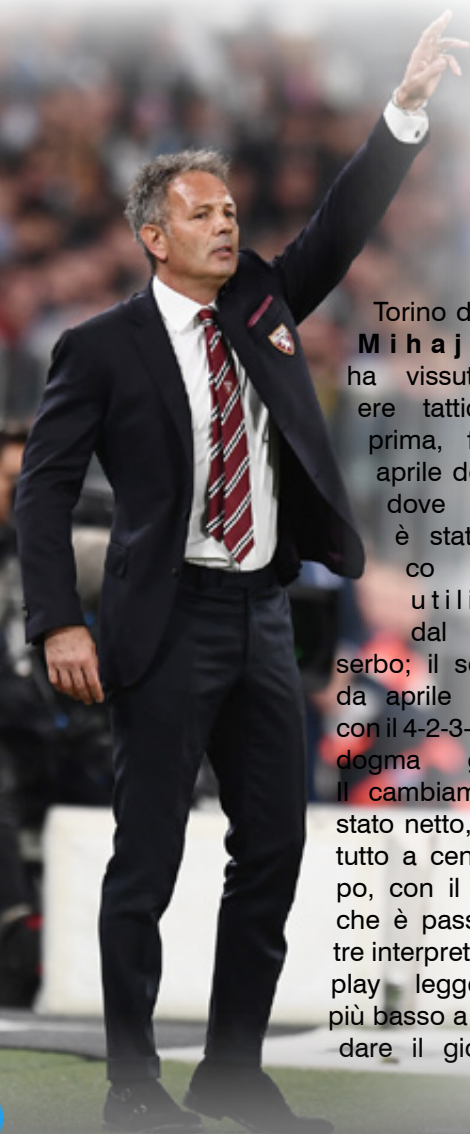 Torino d
Mihaj
ha vissut
ere tattic
prima, f
aprile de
dove
è stat
co
utili
dal
serbo; il se
da aprile
con il 4-2-3-
dogma g
Il cambiam
stato netto,
tutto a cen
po, con il
che è pass
tre interpret
play legge
più basso a
dare il gio